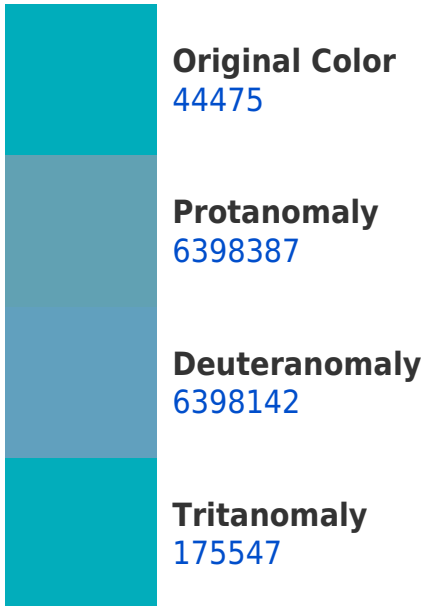 Original Color
44475
Protanomaly
6398387
Deuteranomaly
6398142
Tritanomaly
175547